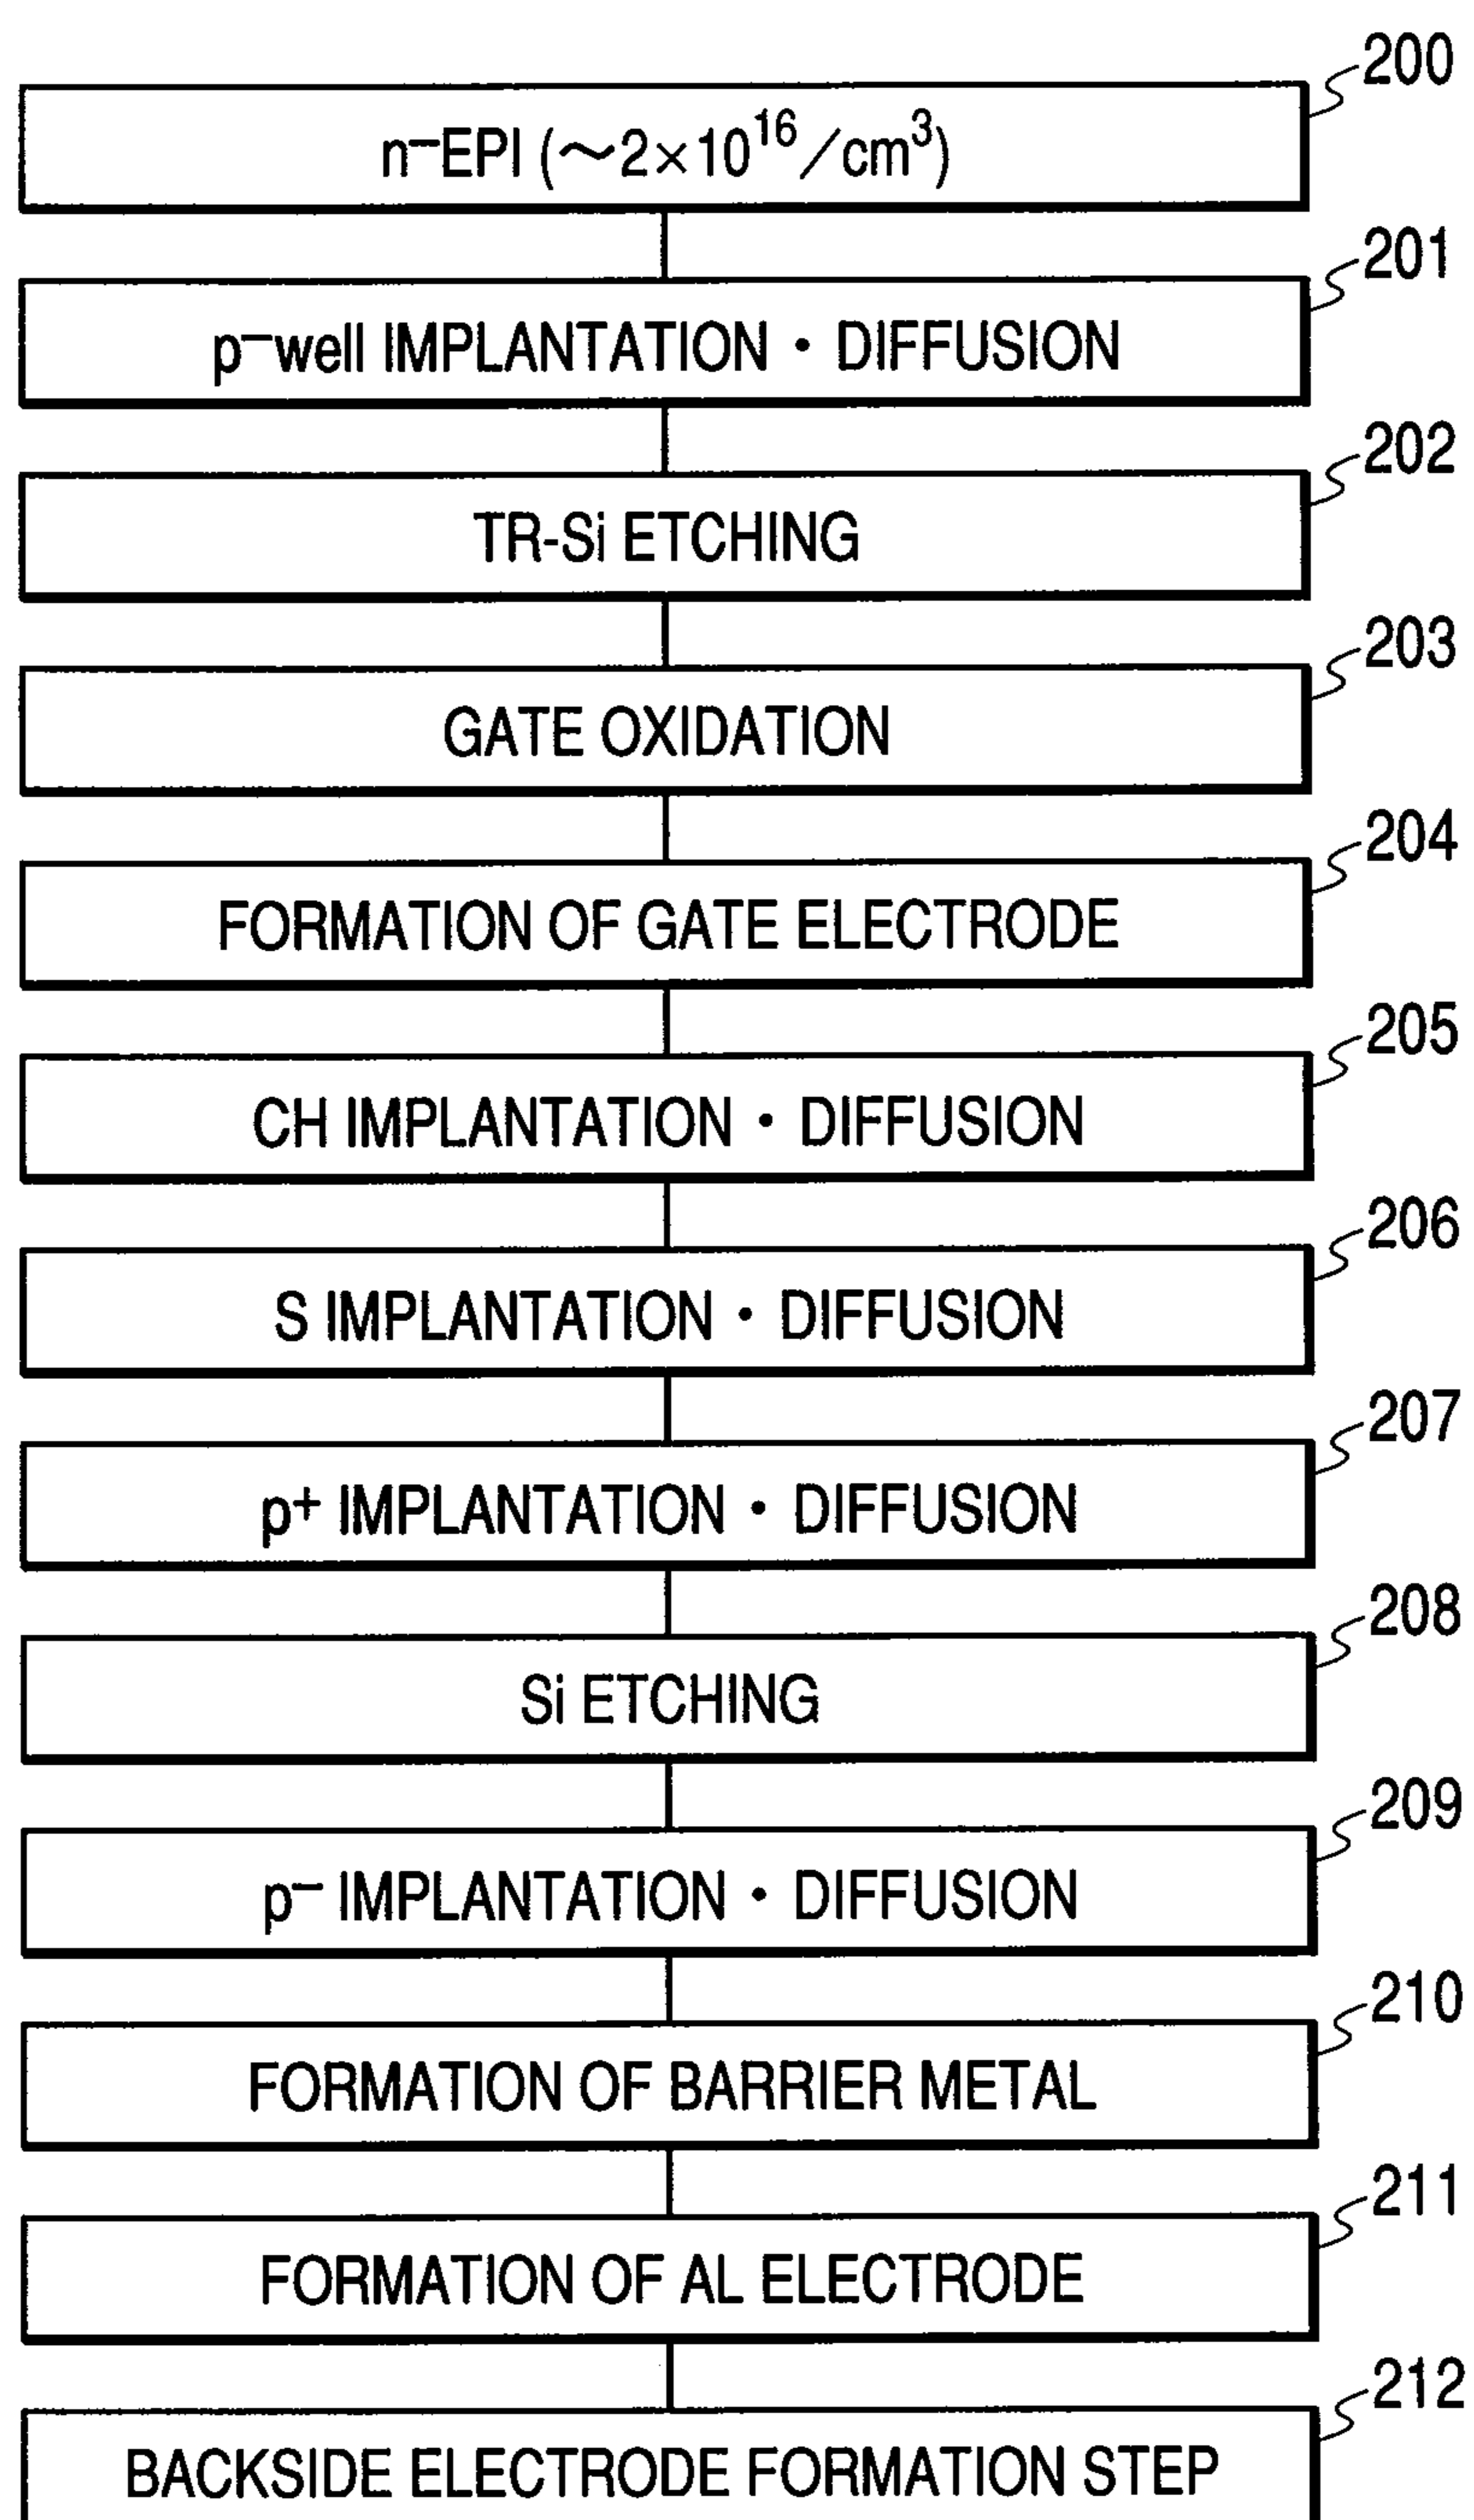 200
n⁻EPI (～2×10¹⁶/cm³)
201
p⁻well IMPLANTATION • DIFFUSION
202
TR-Si ETCHING
203
GATE OXIDATION
204
FORMATION OF GATE ELECTRODE
205
CH IMPLANTATION • DIFFUSION
206
S IMPLANTATION • DIFFUSION
207
p⁺ IMPLANTATION • DIFFUSION
208
Si ETCHING
209
p⁻ IMPLANTATION • DIFFUSION
210
FORMATION OF BARRIER METAL
211
FORMATION OF AL ELECTRODE
212
BACKSIDE ELECTRODE FORMATION STEP